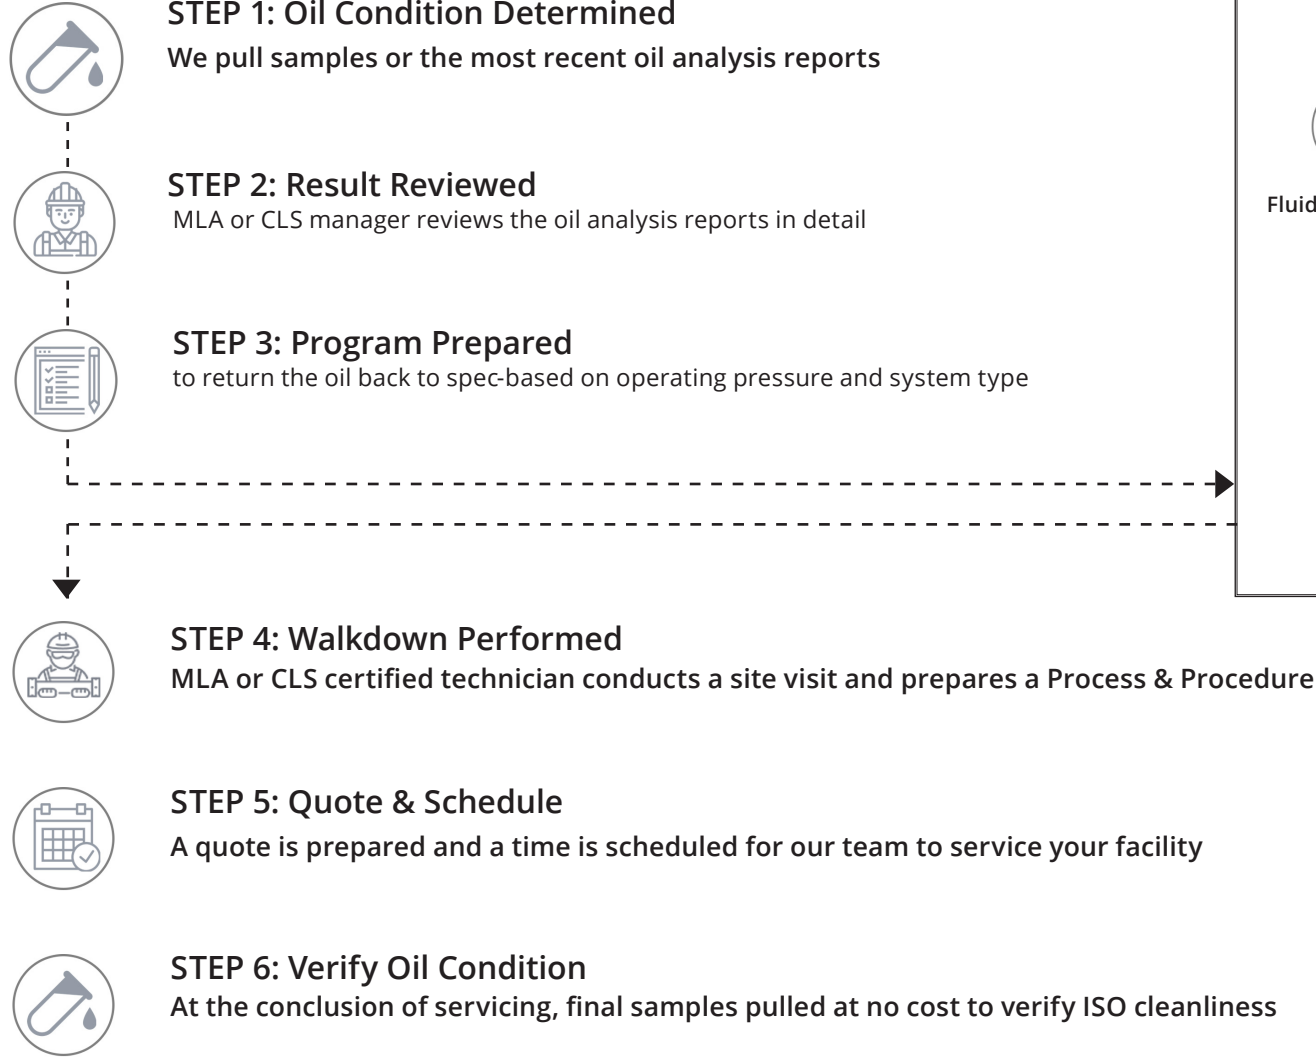 STEP 1: Oil Condition Determined
We pull samples or the most recent oil analysis reports
STEP 2: Result Reviewed
MLA or CLS manager reviews the oil analysis reports in detail
Fluid
STEP 3: Program Prepared
to return the oil back to spec-based on operating pressure and system type
STEP 4: Walkdown Performed
MLA or CLS certified technician conducts a site visit and prepares a Process & Procedure
STEP 5: Quote & Schedule
A quote is prepared and a time is scheduled for our team to service your facility
STEP 6: Verify Oil Condition
At the conclusion of servicing, final samples pulled at no cost to verify ISO cleanliness